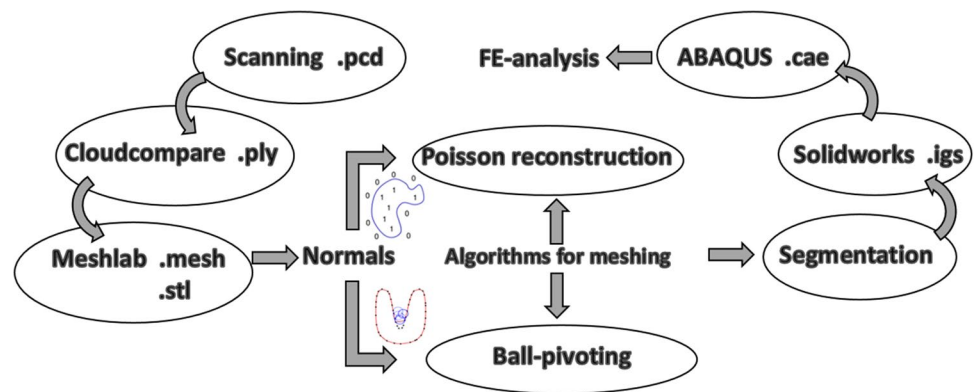 Scanning .pcd
Cloudcompare .ply
Meshlab .mesh
.stl
Normals
Poisson reconstruction
Algorithms for meshing
Ball-pivoting
Segmentation
Solidworks .igs
ABAQUS .cae
FE-analysis